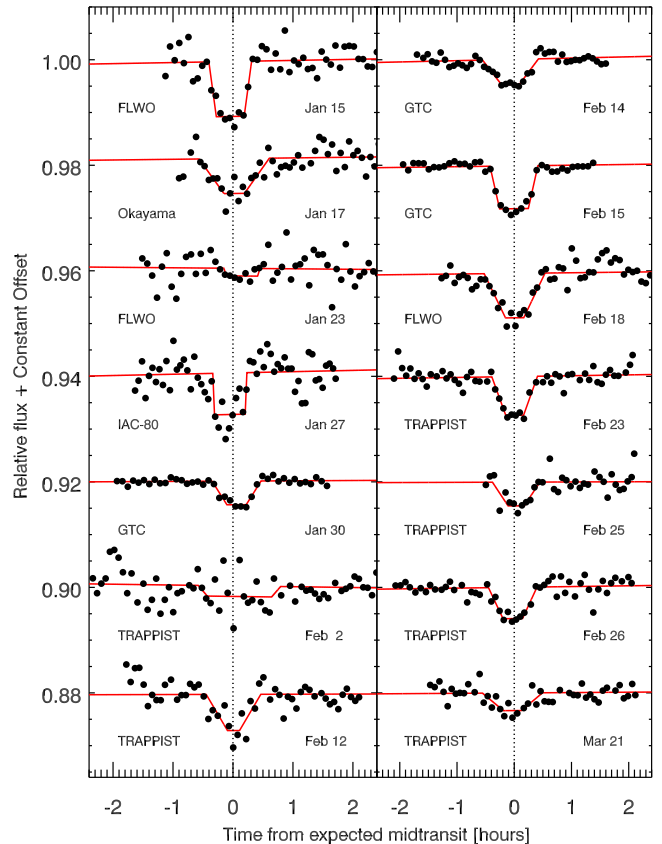 1.00
FLWO Jan 15
GTC Feb 14
0.98
Okayama Jan 17
GTC Feb 15
0.96
FLWO Jan 23
FLWO Feb 18
0.94
IAC-80 Jan 27
TRAPPIST Feb 23
0.92
GTC Jan 30
TRAPPIST Feb 25
0.90
TRAPPIST Feb 2
TRAPPIST Feb 26
0.88
TRAPPIST Feb 12
TRAPPIST Mar 21
Relative flux + Constant Offset
-2 -1 0 1 2 -2 -1 0 1 2
Time from expected midtransit [hours]